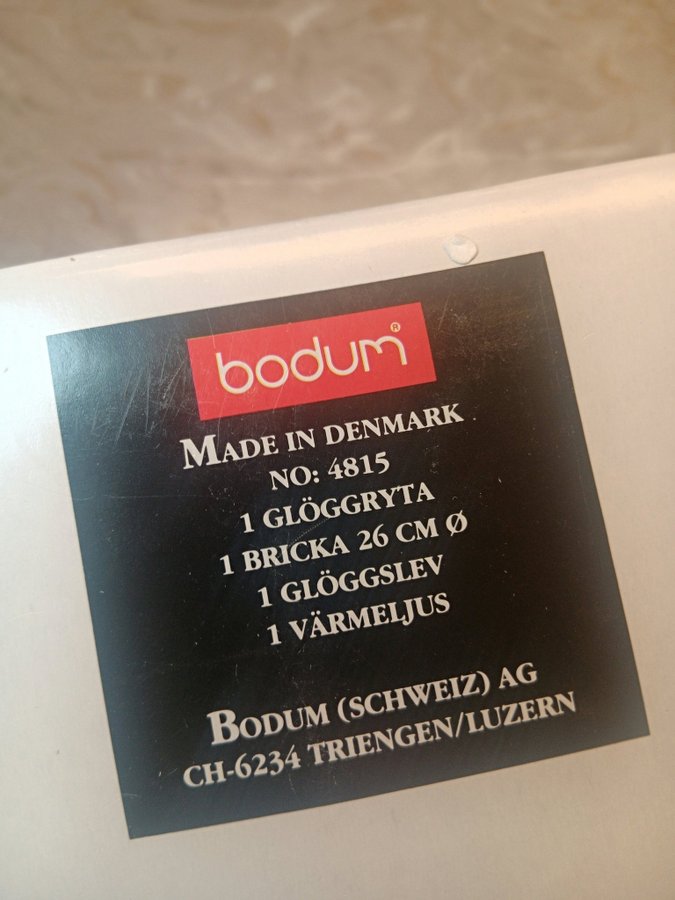 bodum®
MADE IN DENMARK
NO: 4815
1 GLÖGGRYTA
1 BRICKA 26 CM Ø
1 GLÖGGSLEV
1 VÄRMELJUS
BODUM (SCHWEIZ) AG
CH-6234 TRIENGEN/LUZERN